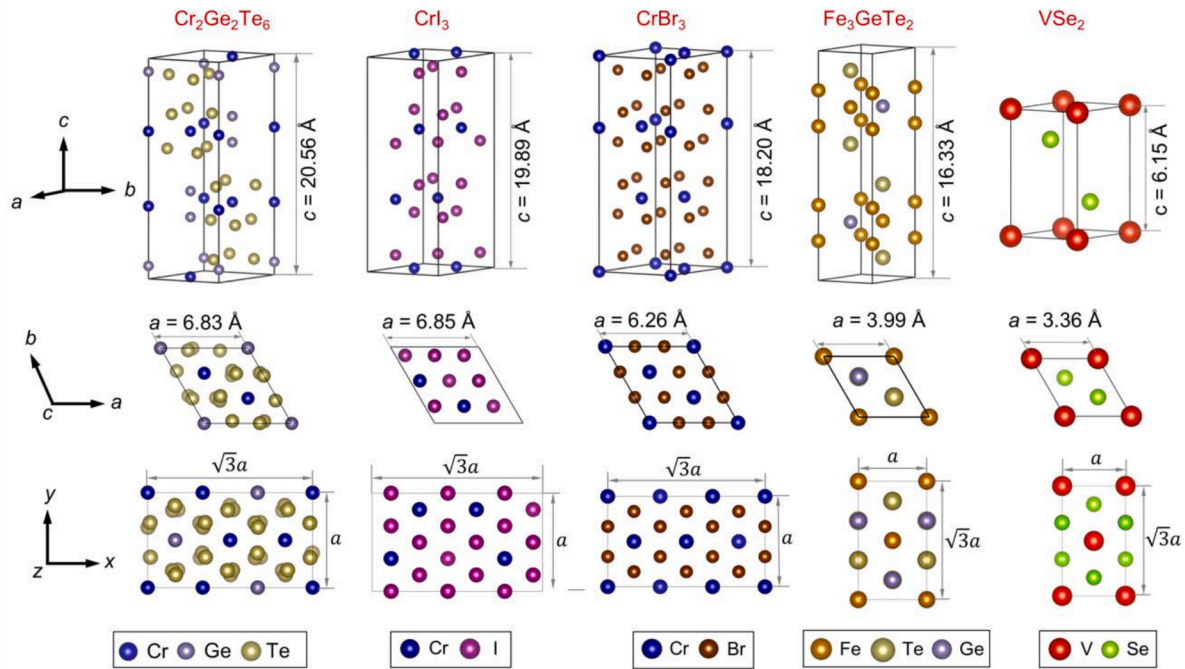 Cr2Ge2Te6 CrI3 CrBr3 Fe3GeTe2 VSe2
c
a
b
c = 20.56 Å
c = 19.89 Å
c = 18.20 Å
c = 16.33 Å
c = 6.15 Å
a = 6.83 Å a = 6.85 Å a = 6.26 Å a = 3.99 Å a = 3.36 Å
b
c
a
√3a √3a √3a a a
y
z
x
a a a √3a √3a
Cr Ge Te Cr I Cr Br Fe Te Ge V Se